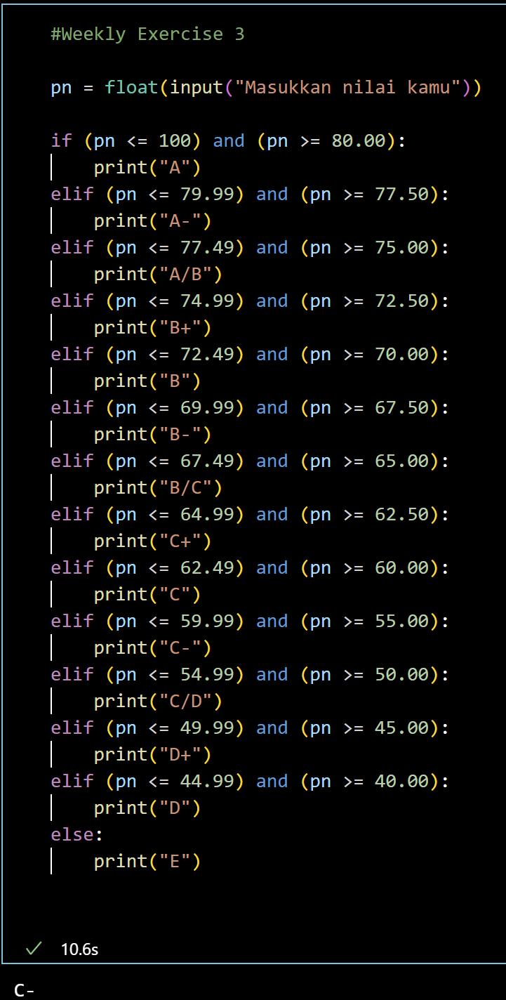 #Weekly Exercise 3
pn = float(input("Masukkan nilai kamu"))
if (pn <= 100) and (pn >= 80.00):
    print("A")
elif (pn <= 79.99) and (pn >= 77.50):
    print("A-")
elif (pn <= 77.49) and (pn >= 75.00):
    print("A/B")
elif (pn <= 74.99) and (pn >= 72.50):
    print("B+")
elif (pn <= 72.49) and (pn >= 70.00):
    print("B")
elif (pn <= 69.99) and (pn >= 67.50):
    print("B-")
elif (pn <= 67.49) and (pn >= 65.00):
    print("B/C")
elif (pn <= 64.99) and (pn >= 62.50):
    print("C+")
elif (pn <= 62.49) and (pn >= 60.00):
    print("C")
elif (pn <= 59.99) and (pn >= 55.00):
    print("C-")
elif (pn <= 54.99) and (pn >= 50.00):
    print("C/D")
elif (pn <= 49.99) and (pn >= 45.00):
    print("D+")
elif (pn <= 44.99) and (pn >= 40.00):
    print("D")
else:
    print("E")
10.6s
C-